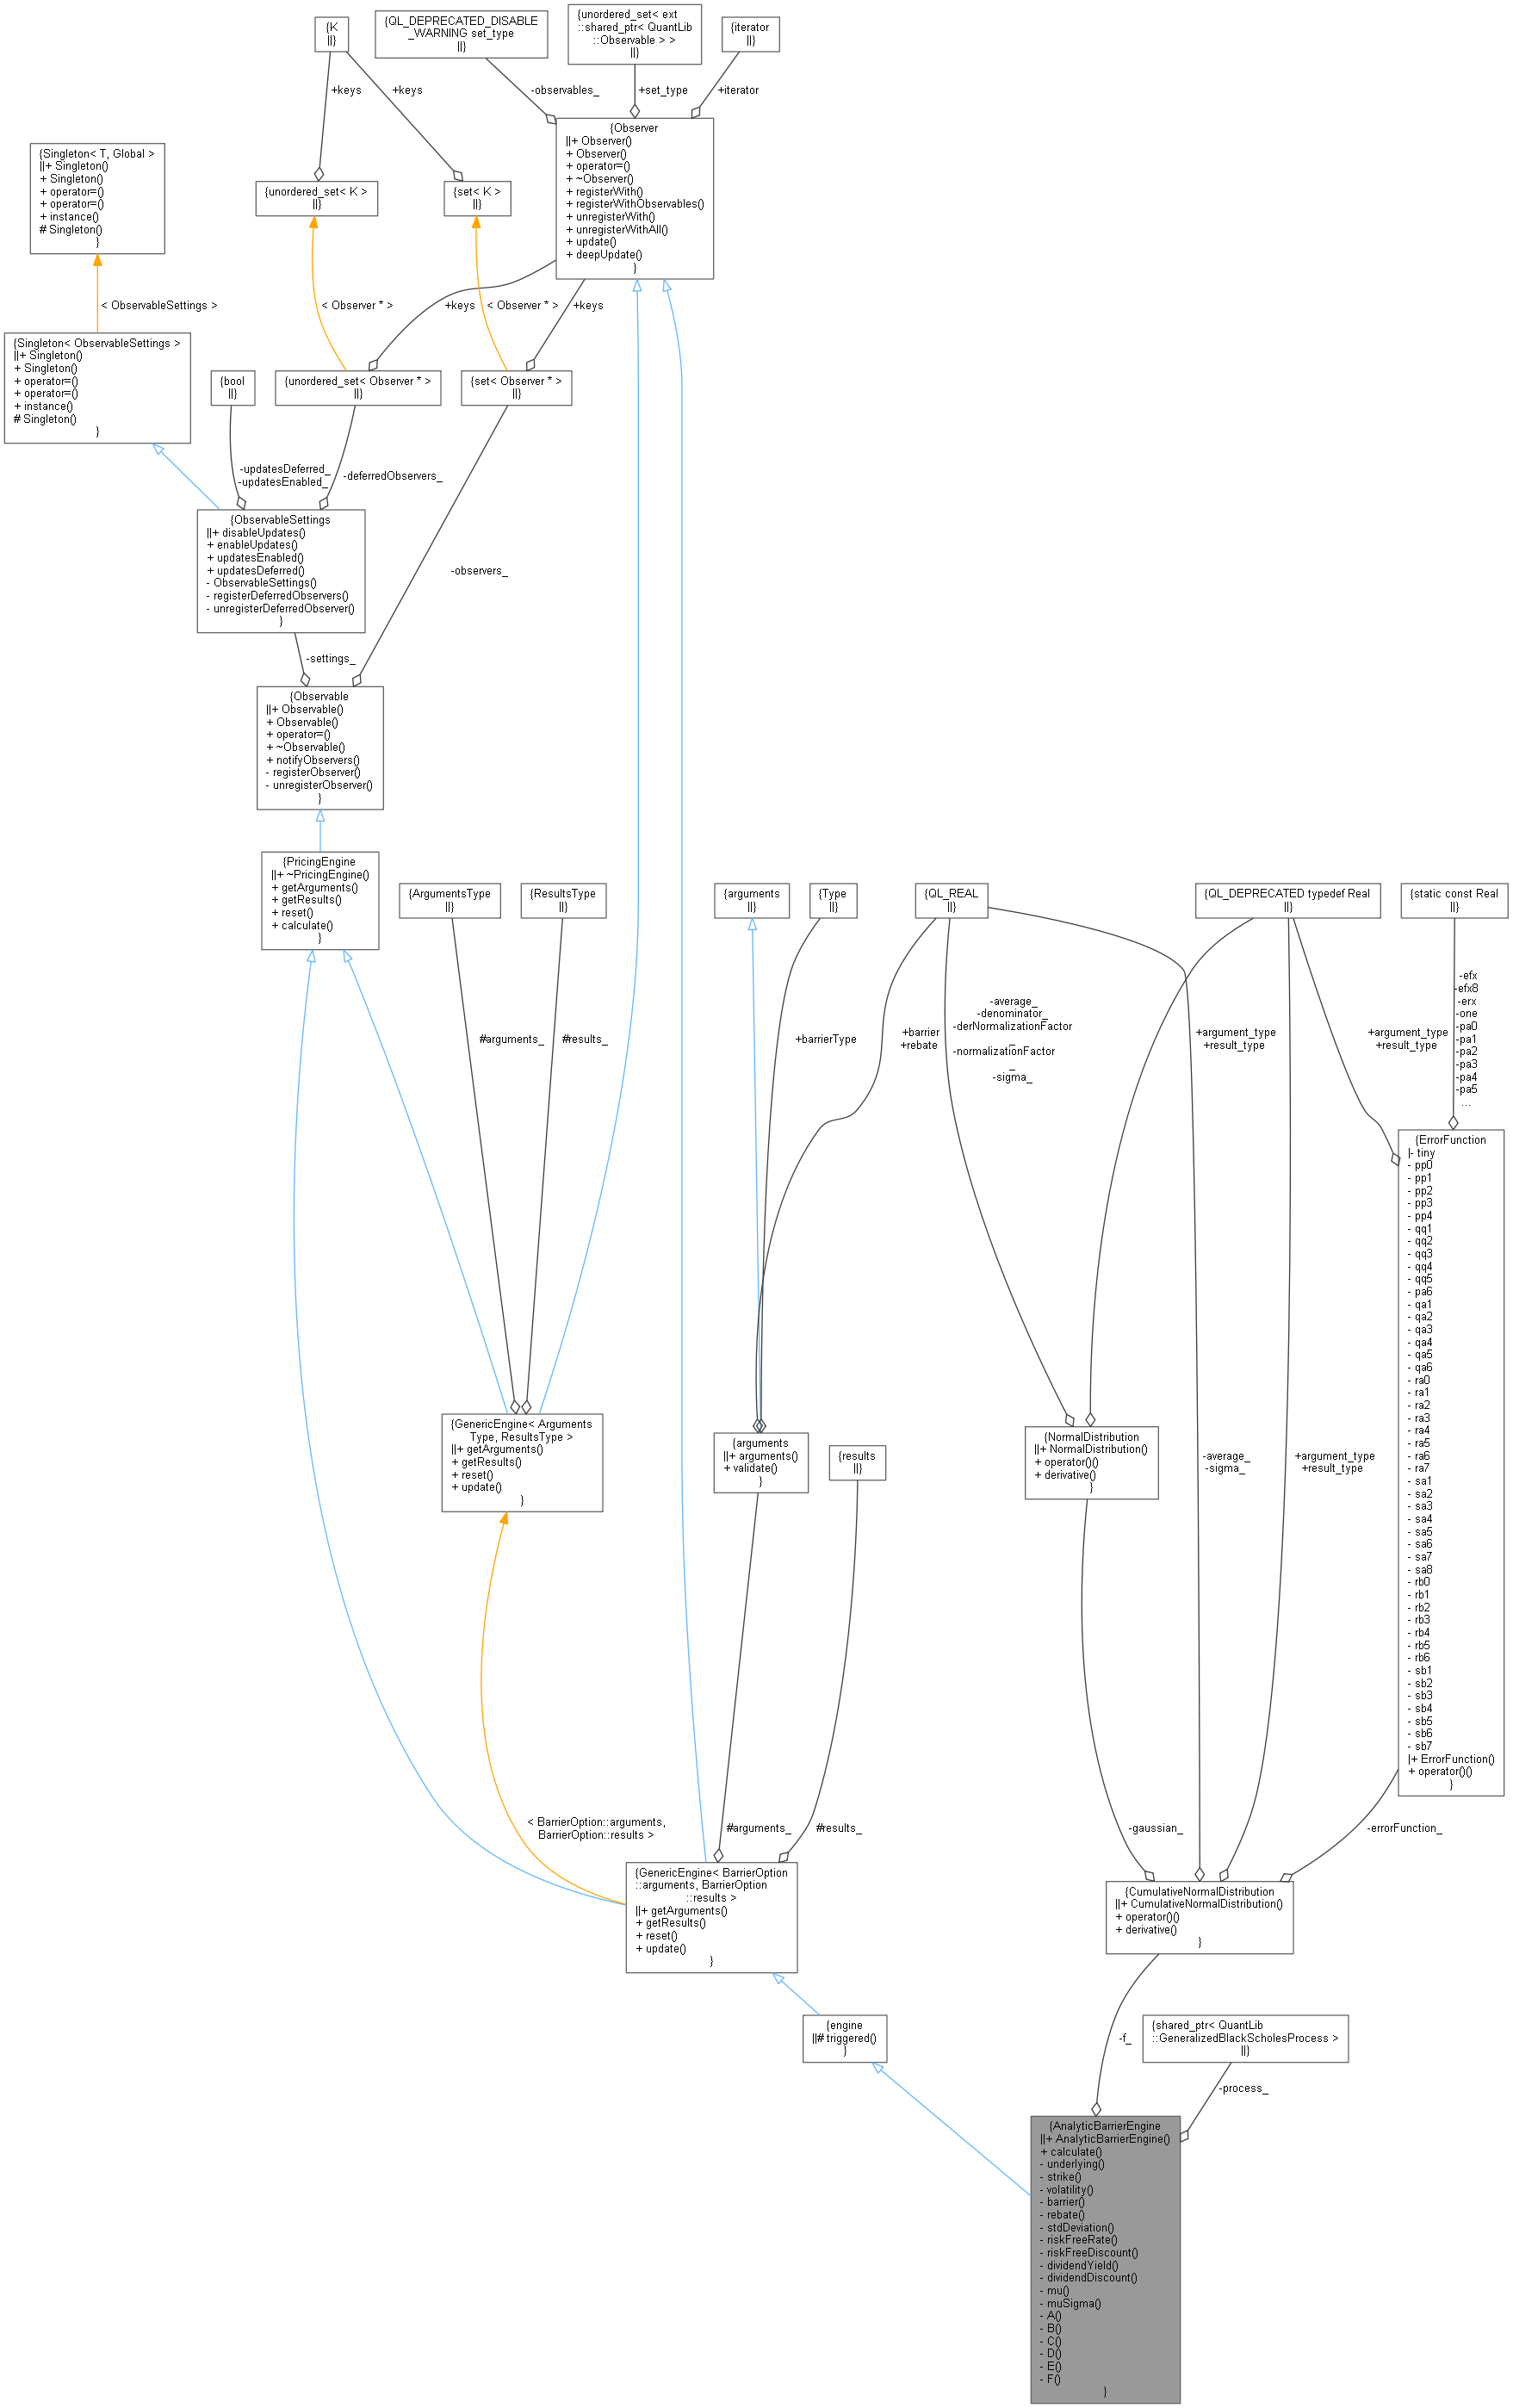 {K
||}
{QL_DEPRECATED_DISABLE
_WARNING set_type
||}
{unordered_set< ext
::shared_ptr< QuantLib
::Observable > >
||}
{iterator
||}
+keys
+keys
-observables_
+set_type
+iterator
{Singleton< T, Global >
||+ Singleton()
+ Singleton()
+ operator=()
+ operator=()
+ instance()
# Singleton()
}
{unordered_set< K >
||}
{set< K >
||}
{Observer
||+ Observer()
+ Observer()
+ operator=()
+ ~Observer()
+ registerWith()
+ registerWithObservables()
+ unregisterWith()
+ unregisterWithAll()
+ update()
+ deepUpdate()
}
< ObservableSettings >
< Observer * >
+keys
< Observer * >
+keys
{Singleton< ObservableSettings >
||+ Singleton()
+ Singleton()
+ operator=()
+ operator=()
+ instance()
# Singleton()
}
{bool
||}
{unordered_set< Observer * >
||}
{set< Observer * >
||}
-updatesDeferred_
-updatesEnabled_
-deferredObservers_
{ObservableSettings
||+ disableUpdates()
+ enableUpdates()
+ updatesEnabled()
+ updatesDeferred()
- ObservableSettings()
- registerDeferredObservers()
- unregisterDeferredObserver()
}
-observers_
-settings_
{Observable
||+ Observable()
+ Observable()
+ operator=()
+ ~Observable()
+ notifyObservers()
- registerObserver()
- unregisterObserver()
}
{PricingEngine
||+ ~PricingEngine()
+ getArguments()
+ getResults()
+ reset()
+ calculate()
}
{ArgumentsType
||}
{ResultsType
||}
{arguments
||}
{Type
||}
{QL_REAL
||}
{QL_DEPRECATED typedef Real
||}
{static const Real
||}
#arguments_
#results_
+barrierType
+barrier
+rebate
-average_
-denominator_
-derNormalizationFactor
_
-normalizationFactor
_
-sigma_
+argument_type
+result_type
+argument_type
+result_type
-efx
-efx8
-erx
-one
-pa0
-pa1
-pa2
-pa3
-pa4
-pa5
...
{ErrorFunction
|- tiny
- pp0
- pp1
- pp2
- pp3
- pp4
- qq1
- qq2
- qq3
- qq4
- qq5
- pa6
- qa1
- qa2
- qa3
- qa4
- qa5
- qa6
- ra0
- ra1
- ra2
- ra3
- ra4
- ra5
- ra6
- ra7
- sa1
- sa2
- sa3
- sa4
- sa5
- sa6
- sa7
- sa8
- rb0
- rb1
- rb2
- rb3
- rb4
- rb5
- rb6
- sb1
- sb2
- sb3
- sb4
- sb5
- sb6
- sb7
|+ ErrorFunction()
+ operator()()
}
{GenericEngine< Arguments
Type, ResultsType >
||+ getArguments()
+ getResults()
+ reset()
+ update()
}
{arguments
||+ arguments()
+ validate()
}
{results
||}
{NormalDistribution
||+ NormalDistribution()
+ operator()()
+ derivative()
}
-average_
-sigma_
+argument_type
+result_type
< BarrierOption::arguments,
BarrierOption::results >
#arguments_
#results_
-gaussian_
-errorFunction_
{GenericEngine< BarrierOption
::arguments, BarrierOption
::results >
||+ getArguments()
+ getResults()
+ reset()
+ update()
}
{CumulativeNormalDistribution
||+ CumulativeNormalDistribution()
+ operator()()
+ derivative()
}
{engine
||# triggered()
}
-f_
{shared_ptr< QuantLib
::GeneralizedBlackScholesProcess >
||}
-process_
{AnalyticBarrierEngine
||+ AnalyticBarrierEngine()
+ calculate()
- underlying()
- strike()
- volatility()
- barrier()
- rebate()
- stdDeviation()
- riskFreeRate()
- riskFreeDiscount()
- dividendYield()
- dividendDiscount()
- mu()
- muSigma()
- A()
- B()
- C()
- D()
- E()
- F()
}